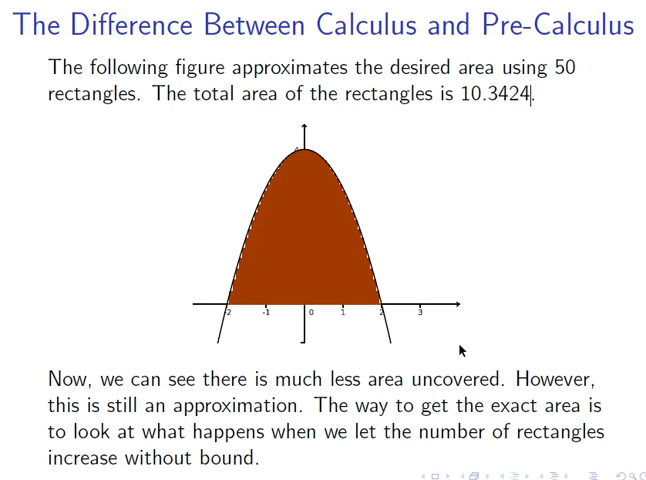 The Difference Between Calculus and Pre-Calculus
The following figure approximates the desired area using 50
rectangles. The total area of the rectangles is 10.3424.
-2 -1 0 1 2 3
Now, we can see there is much less area uncovered. However,
this is still an approximation. The way to get the exact area is
to look at what happens when we let the number of rectangles
increase without bound.